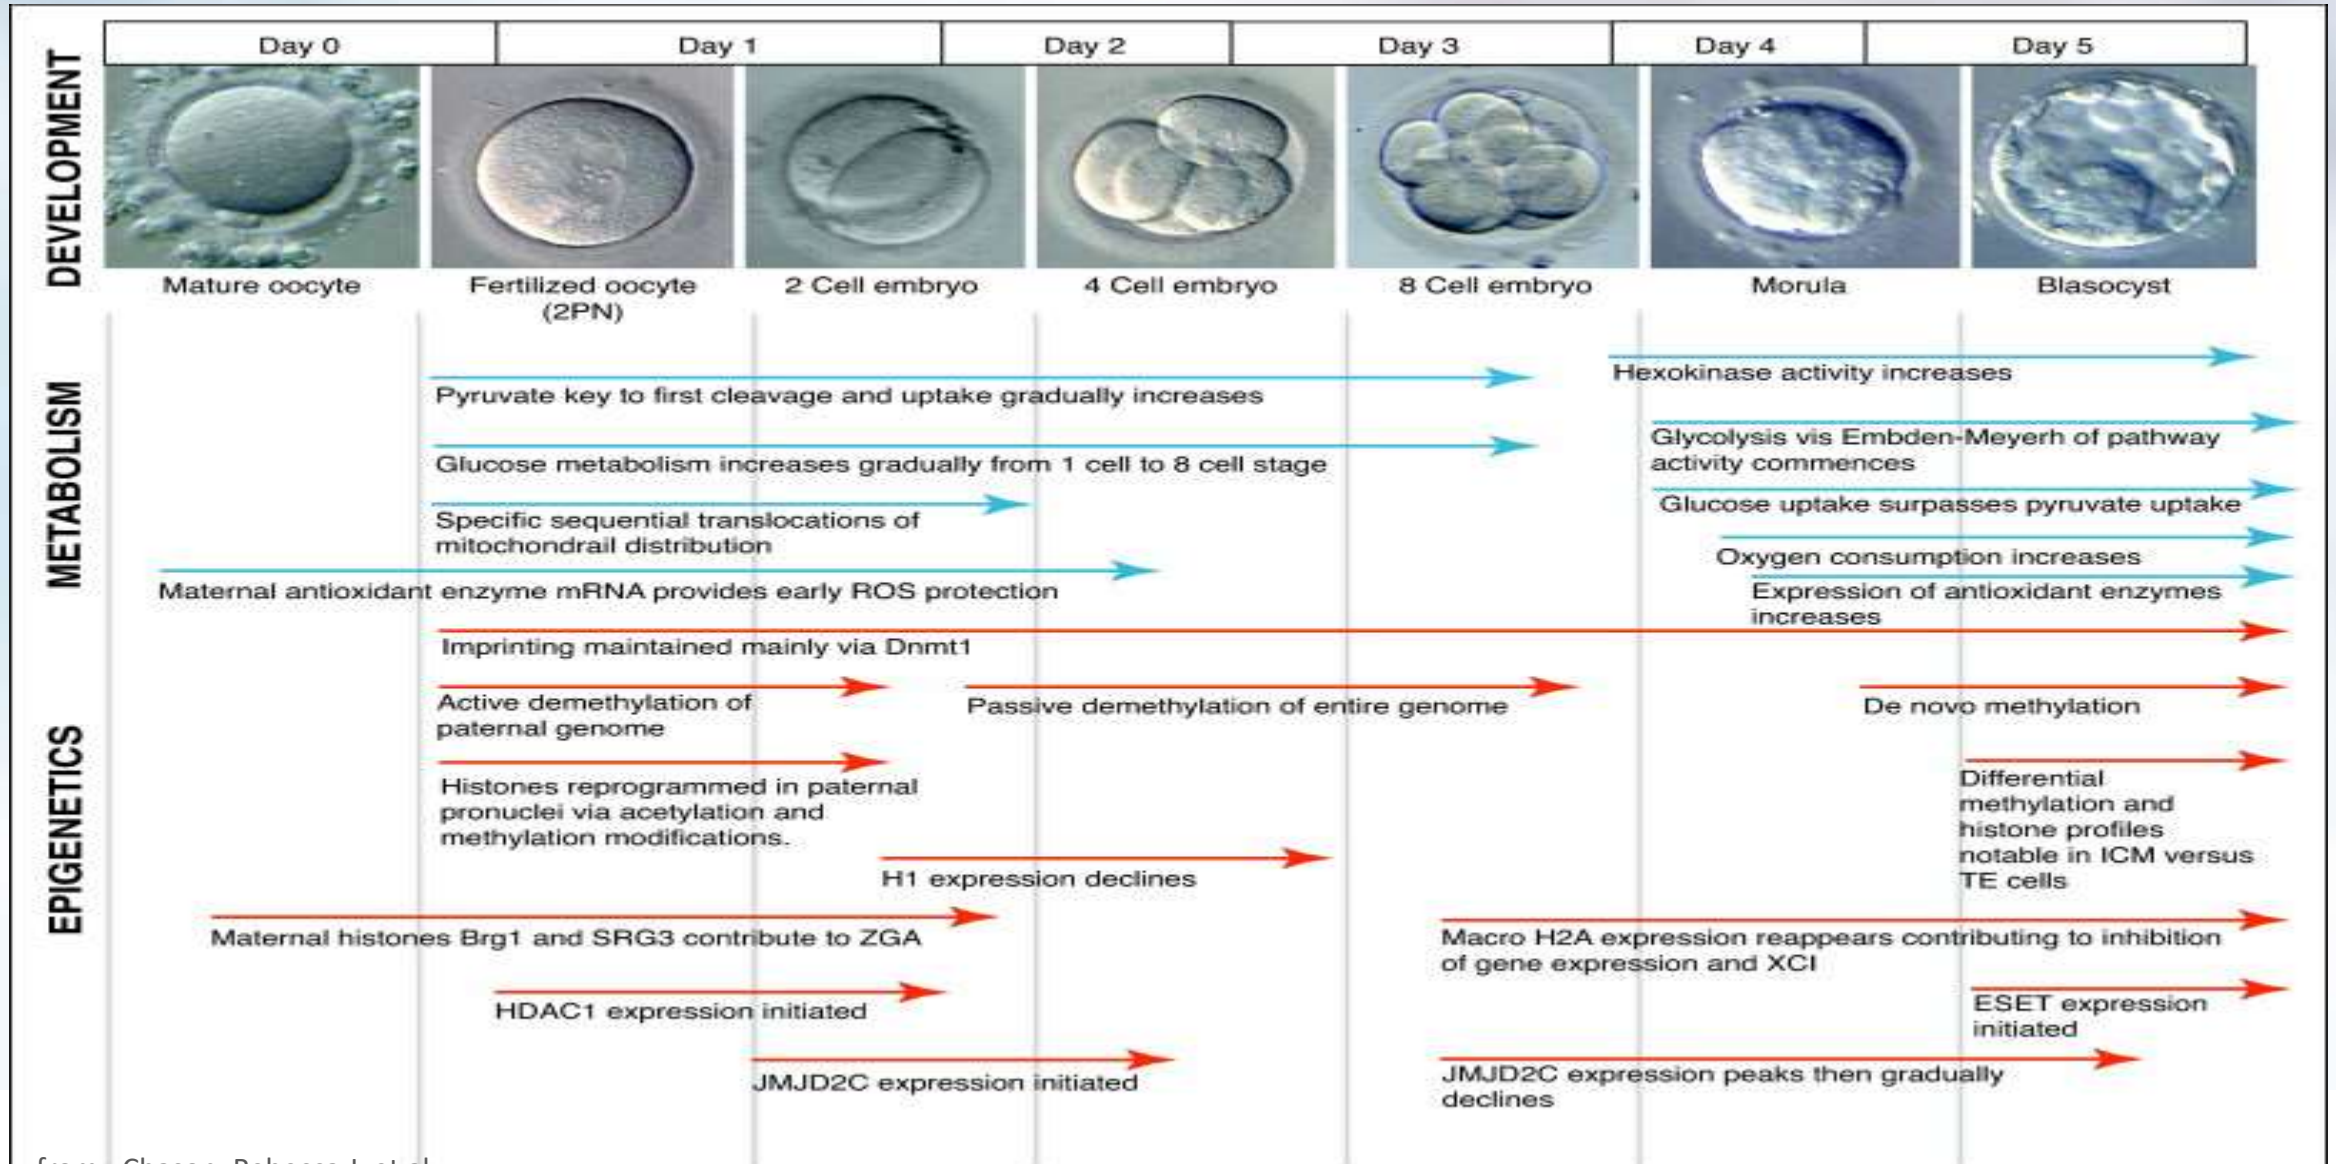 Day 0
Day 1
Day 2
Day 3
Day 4
Day 5
DEVELOPMENT
Mature oocyte
Fertilized oocyte
(2PN)
2 Cell embryo
4 Cell embryo
8 Cell embryo
Morula
Blasocyst
METABOLISM
Hexokinase activity increases
Pyruvate key to first cleavage and uptake gradually increases
Glycolysis vis Embden-Meyerh of pathway
activity commences
Glucose metabolism increases gradually from 1 cell to 8 cell stage
Glucose uptake surpasses pyruvate uptake
Specific sequential translocations of
mitochondrail distribution
Oxygen consumption increases
Maternal antioxidant enzyme mRNA provides early ROS protection
Expression of antioxidant enzymes
increases
EPIGENETICS
Imprinting maintained mainly via Dnmt1
Active demethylation of
paternal genome
Passive demethylation of entire genome
De novo methylation
Histones reprogrammed in paternal
pronuclei via acetylation and
methylation modifications.
Differential
methylation and
histone profiles
notable in ICM versus
TE cells
H1 expression declines
Maternal histones Brg1 and SRG3 contribute to ZGA
Macro H2A expression reappears contributing to inhibition
of gene expression and XCI
HDAC1 expression initiated
ESET expression
initiated
JMJD2C expression initiated
JMJD2C expression peaks then gradually
declines